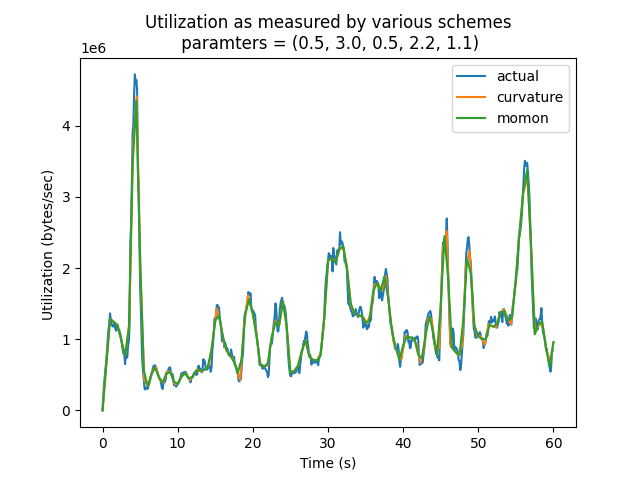 Utilization as measured by various schemes
paramters = (0.5, 3.0, 0.5, 2.2, 1.1)
1e6
actual
curvature
momon
4
3
2
1
0
Utilization (bytes/sec)
0 10 20 30 40 50 60
Time (s)